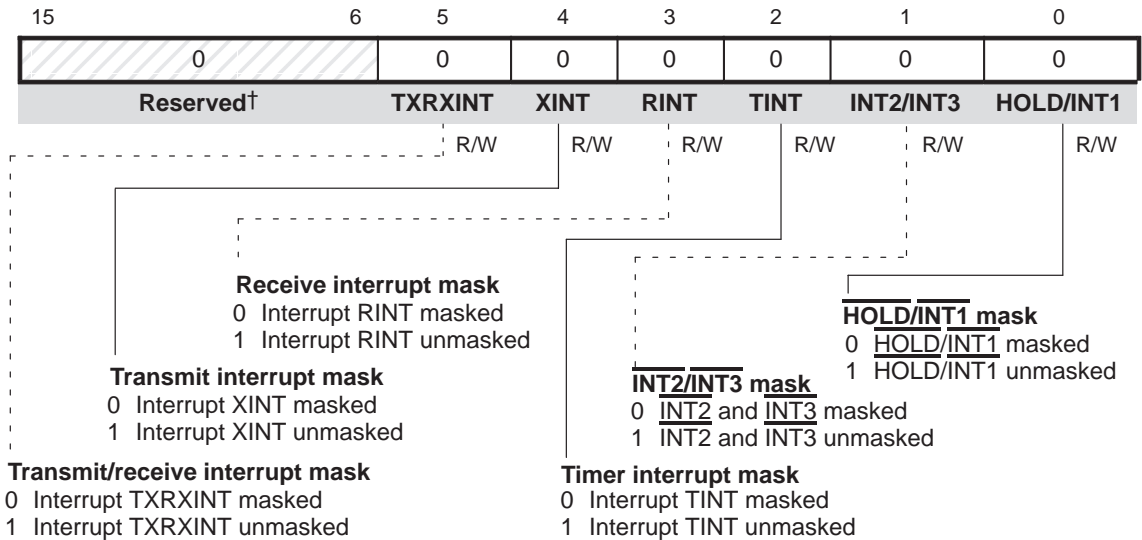 15 6 5 4 3 2 1 0
0 0 0 0 0 0 0
Reserved† TXRXINT XINT RINT TINT INT2/INT3 HOLD/INT1
R/W R/W R/W R/W R/W R/W
Receive interrupt mask
0 Interrupt RINT masked
1 Interrupt RINT unmasked
HOLD/INT1 mask
0 HOLD/INT1 masked
1 HOLD/INT1 unmasked
Transmit interrupt mask
0 Interrupt XINT masked
1 Interrupt XINT unmasked
INT2/INT3 mask
0 INT2 and INT3 masked
1 INT2 and INT3 unmasked
Transmit/receive interrupt mask
0 Interrupt TXRXINT masked
1 Interrupt TXRXINT unmasked
Timer interrupt mask
0 Interrupt TINT masked
1 Interrupt TINT unmasked